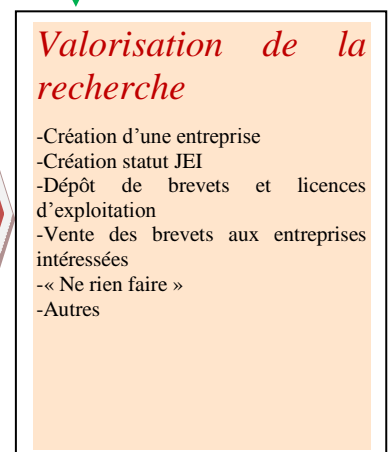 Valorisation de la
recherche
-Création d’une entreprise
-Création statut JEI
-Dépôt de brevets et licences
d’exploitation
-Vente des brevets aux entreprises
intéressées
-« Ne rien faire »
-Autres